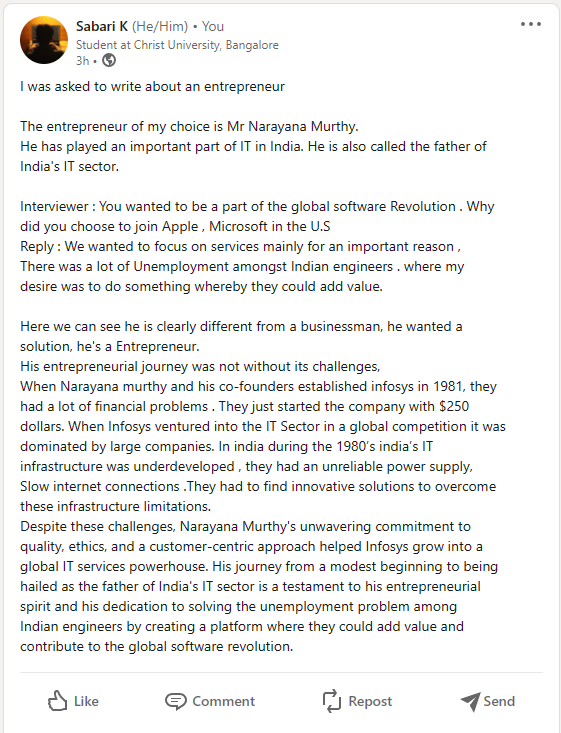 Sabari K (He/Him) • You
Student at Christ University, Bangalore
3h •
I was asked to write about an entrepreneur
The entrepreneur of my choice is Mr Narayana Murthy.
He has played an important part of IT in India. He is also called the father of
India's IT sector.
Interviewer : You wanted to be a part of the global software Revolution . Why
did you choose to join Apple , Microsoft in the U.S
Reply : We wanted to focus on services mainly for an important reason ,
There was a lot of Unemployment amongst Indian engineers . where my
desire was to do something whereby they could add value.
Here we can see he is clearly different from a businessman, he wanted a
solution, he's a Entrepreneur.
His entrepreneurial journey was not without its challenges,
When Narayana murthy and his co-founders established infosys in 1981, they
had a lot of financial problems . They just started the company with $250
dollars. When Infosys ventured into the IT Sector in a global competition it was
dominated by large companies. In india during the 1980's india's IT
infrastructure was underdeveloped , they had an unreliable power supply,
Slow internet connections .They had to find innovative solutions to overcome
these infrastructure limitations.
Despite these challenges, Narayana Murthy's unwavering commitment to
quality, ethics, and a customer-centric approach helped Infosys grow into a
global IT services powerhouse. His journey from a modest beginning to being
hailed as the father of India's IT sector is a testament to his entrepreneurial
spirit and his dedication to solving the unemployment problem among
Indian engineers by creating a platform where they could add value and
contribute to the global software revolution.
Like Comment Repost Send